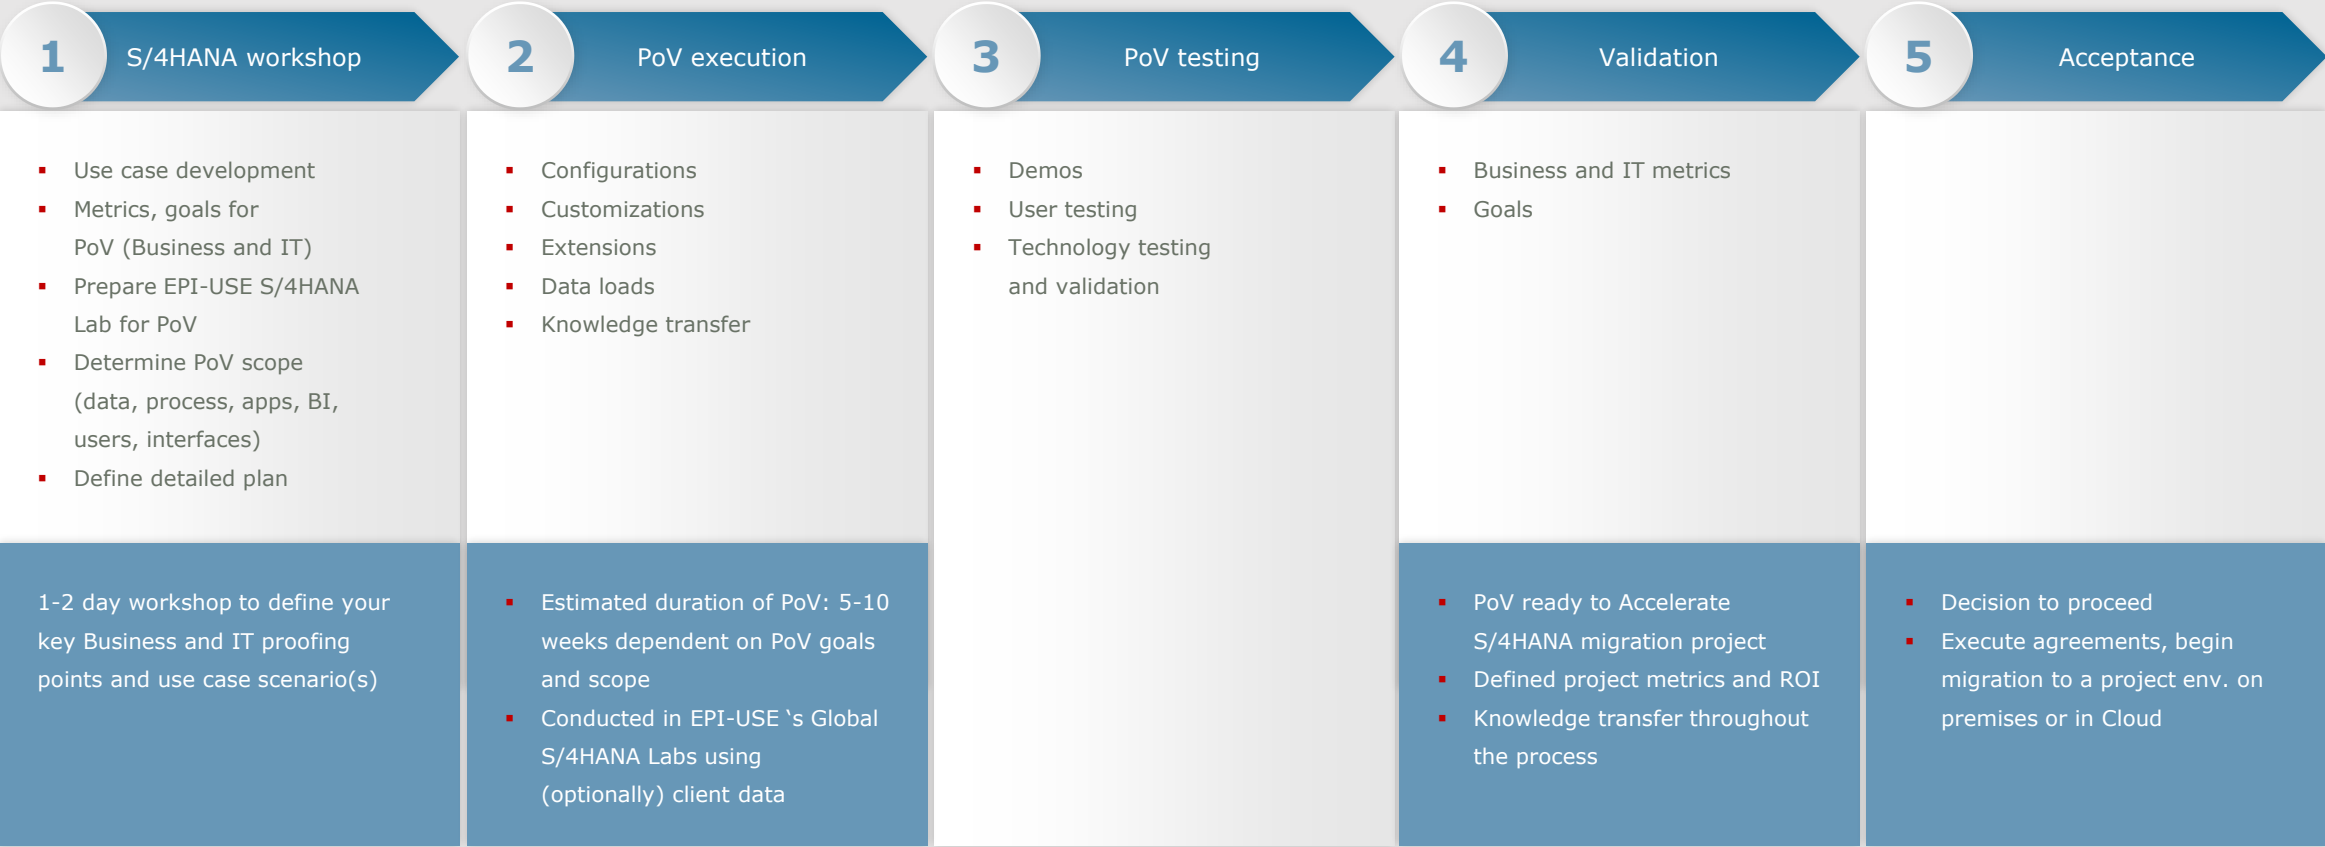 1
S/4HANA workshop
2
PoV execution
3
PoV testing
4
Validation
5
Acceptance
▪ Use case development
▪ Metrics, goals for
PoV (Business and IT)
▪ Prepare EPI-USE S/4HANA
Lab for PoV
▪ Determine PoV scope
(data, process, apps, BI,
users, interfaces)
▪ Define detailed plan
▪ Configurations
▪ Customizations
▪ Extensions
▪ Data loads
▪ Knowledge transfer
▪ Demos
▪ User testing
▪ Technology testing
and validation
▪ Business and IT metrics
▪ Goals
1-2 day workshop to define your
key Business and IT proofing
points and use case scenario(s)
▪ Estimated duration of PoV: 5-10
weeks dependent on PoV goals
and scope
▪ Conducted in EPI-USE ‛s Global
S/4HANA Labs using
(optionally) client data
▪ PoV ready to Accelerate
S/4HANA migration project
▪ Defined project metrics and ROI
▪ Knowledge transfer throughout
the process
▪ Decision to proceed
▪ Execute agreements, begin
migration to a project env. on
premises or in Cloud